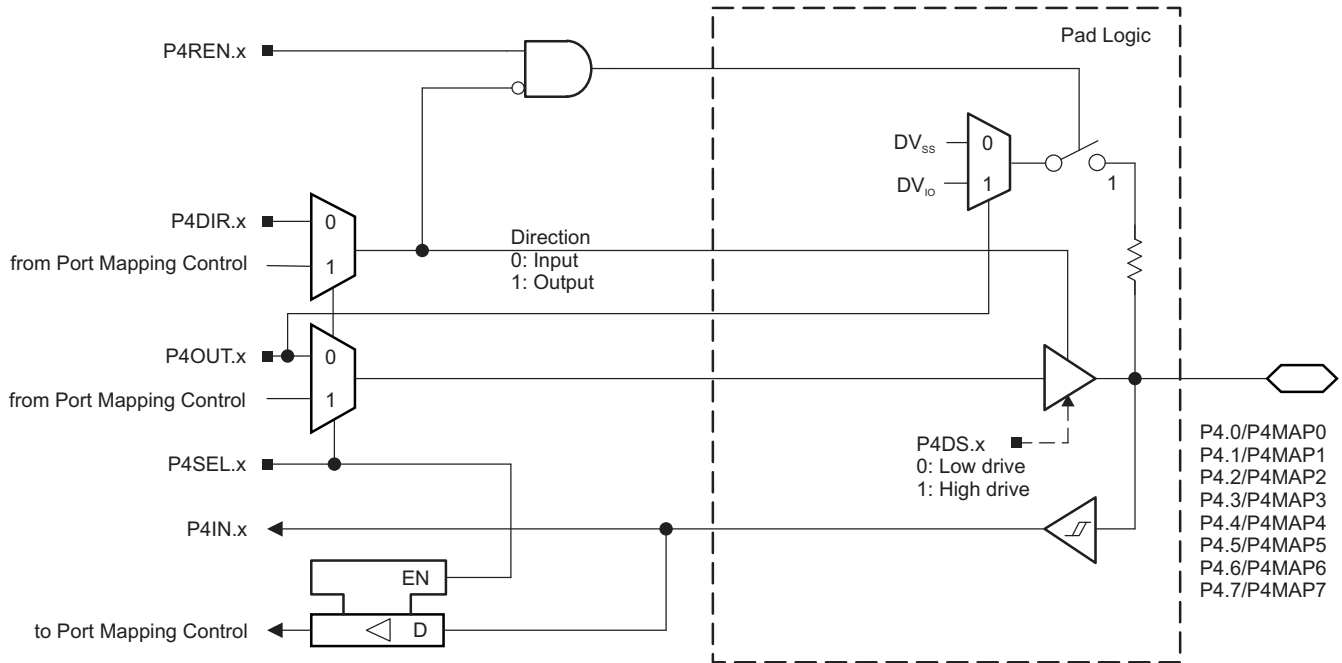 Pad Logic
P4REN.x
DVSS
0
DVIO
1
1
P4DIR.x
0
from Port Mapping Control
1
Direction
0: Input
1: Output
P4OUT.x
0
from Port Mapping Control
1
P4SEL.x
P4DS.x
0: Low drive
1: High drive
P4.0/P4MAP0
P4.1/P4MAP1
P4.2/P4MAP2
P4.3/P4MAP3
P4.4/P4MAP4
P4.5/P4MAP5
P4.6/P4MAP6
P4.7/P4MAP7
P4IN.x
EN
to Port Mapping Control
D